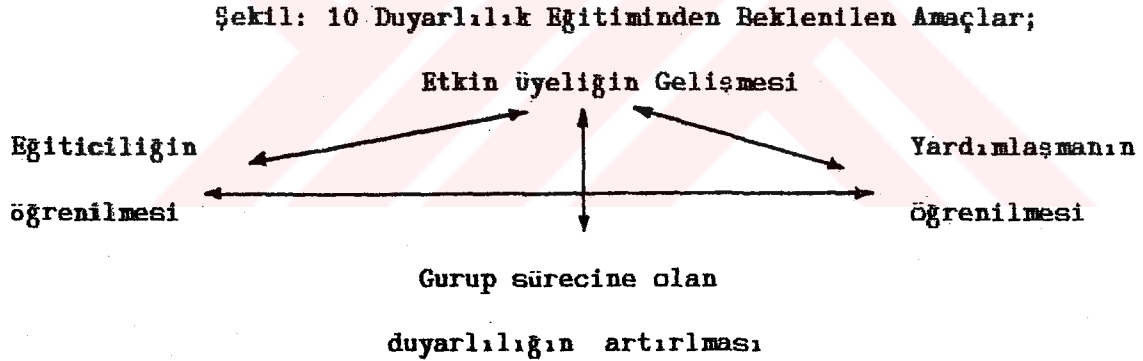 Şekil: 10 Duyarlılık Eğitiminden Beklenilen Amaçlar;
Etkin üyeliğin Gelişmesi
Eğiticiliğin
öğrenilmesi
Yardımlaşmanın
öğrenilmesi
Gurup sürecine olan
duyarlılığın artırlması